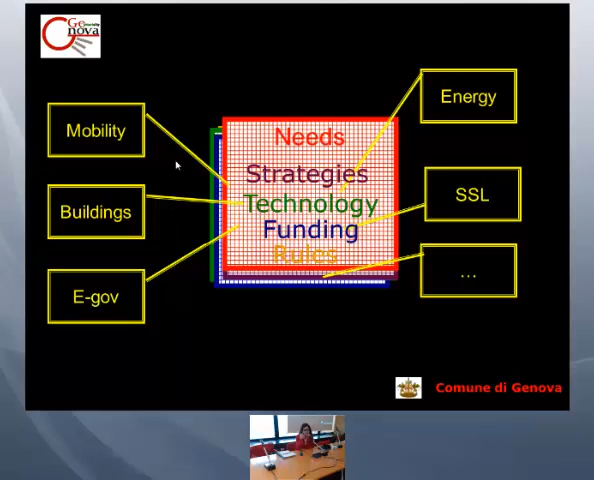 Genova
Mobility
Buildings
E-gov
Needs
Strategies
Technology
Funding
Rules
Energy
SSL
...
Comune di Genova